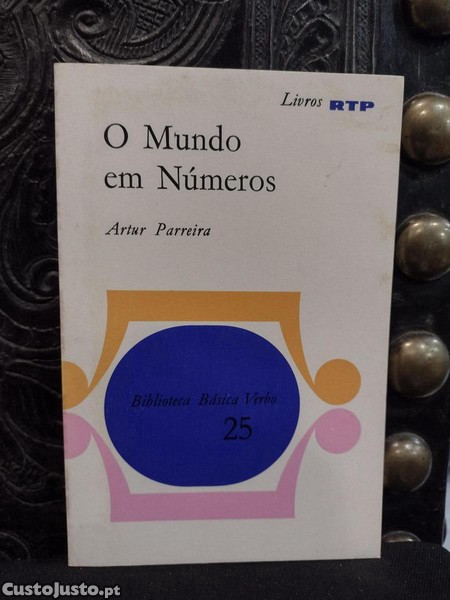 Livros RTP
O Mundo
em Números
Artur Parreira
Biblioteca Básica Verbo
25
CustoJusto.pt